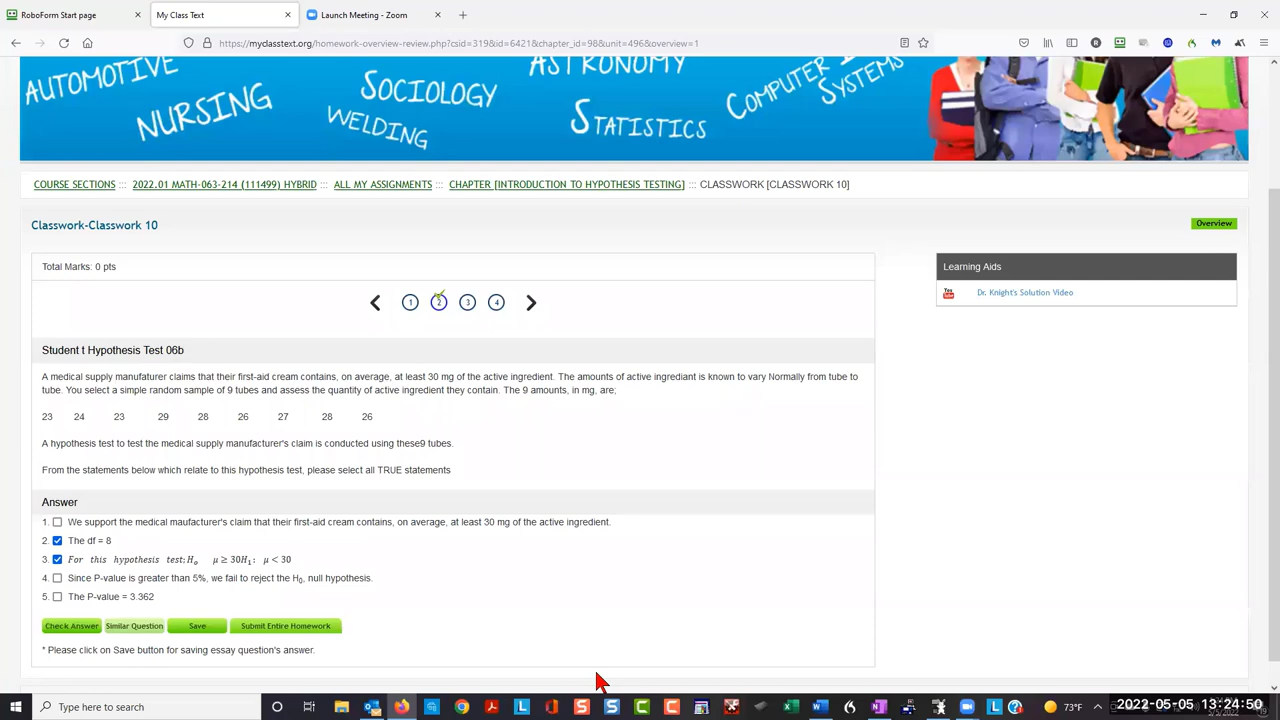 RoboForm Start page
My Class Text
Launch Meeting - Zoom
https://myclasstext.org/homework-overview-review.php?csid=319&id=6421&chapter_id=98&unit=496&overview=1
AUTOMOTIVE
NURSING
SOCIOLOGY
WELDING
ASTRONOMY
STATISTICS
COMPUTER
SYSTEMS
COURSE SECTIONS ::: 2022.01 MATH-063-214 (111499) HYBRID ::: ALL MY ASSIGNMENTS ::: CHAPTER [INTRODUCTION TO HYPOTHESIS TESTING] ::: CLASSWORK [CLASSWORK 10]
Classwork-Classwork 10
Overview
Total Marks: 0 pts
Learning Aids
You Tube Dr. Knight's Solution Video
1 2 3 4
Student t Hypothesis Test 06b
A medical supply manufaturer claims that their first-aid cream contains, on average, at least 30 mg of the active ingredient. The amounts of active ingrediant is known to vary Normally from tube to
tube. You select a simple random sample of 9 tubes and assess the quantity of active ingredient they contain. The 9 amounts, in mg, are;
23 24 23 29 28 26 27 28 26
A hypothesis test to test the medical supply manufacturer's claim is conducted using these9 tubes.
From the statements below which relate to this hypothesis test, please select all TRUE statements
Answer
1. We support the medical maufacturer's claim that their first-aid cream contains, on average, at least 30 mg of the active ingredient.
2. The df = 8
3. For this hypothesis test; H₀ μ ≥ 30H₁: μ < 30
4. Since P-value is greater than 5%, we fail to reject the H₀, null hypothesis.
5. The P-value = 3.362
Check Answer Similar Question Save Submit Entire Homework
* Please click on Save button for saving essay question's answer.
Type here to search
73°F
2022-05-05 13:24:50